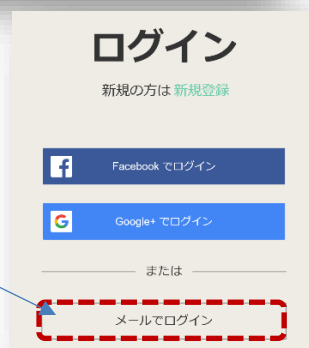 ログイン
新規の方は 新規登録
Facebook でログイン
Google+ でログイン
または
メールでログイン